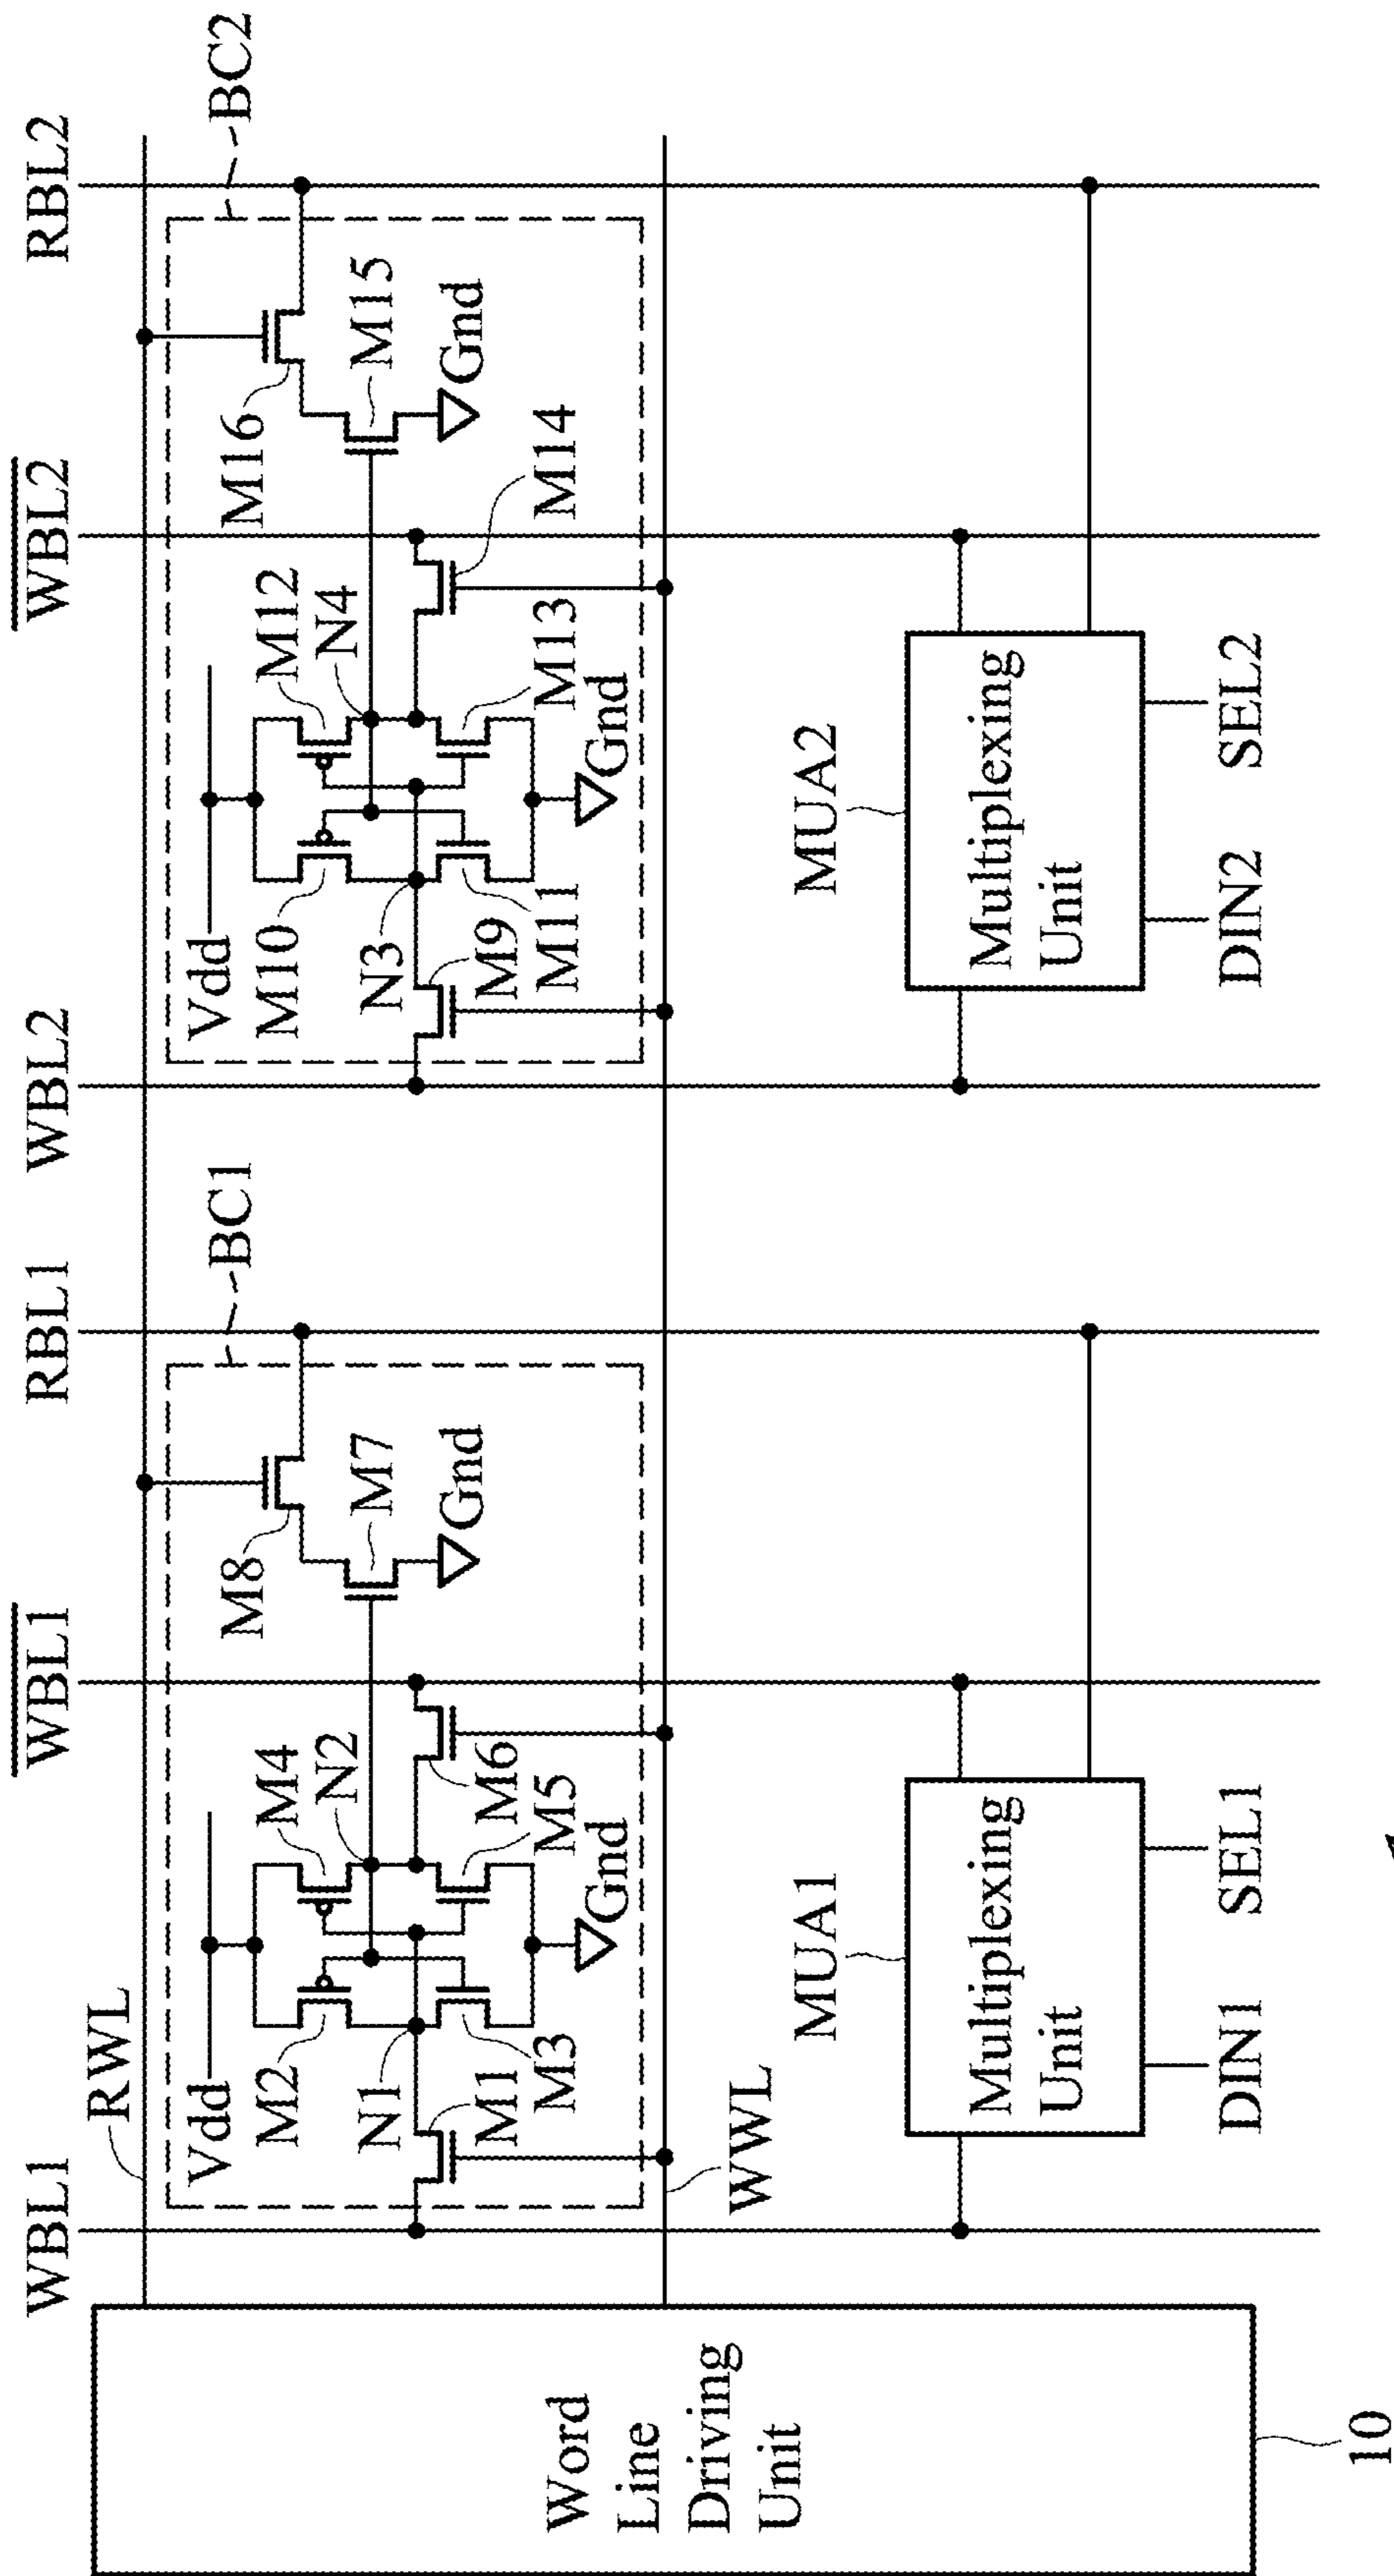 WBL1
RWL
WBL1
RBL1
WBL2
WBL2
RBL2
BC1
BC2
Vdd
M2
M4
N1
N2
M1
M3
M6
M5
Gnd
M8
M7
Gnd
Vdd
M10
M12
N3
N4
M9
M11
M14
M13
Gnd
M16
M15
Gnd
WWL
Word
Line
Driving
Unit
10
MUA1
Multiplexing
Unit
DIN1
SEL1
MUA2
Multiplexing
Unit
DIN2
SEL2